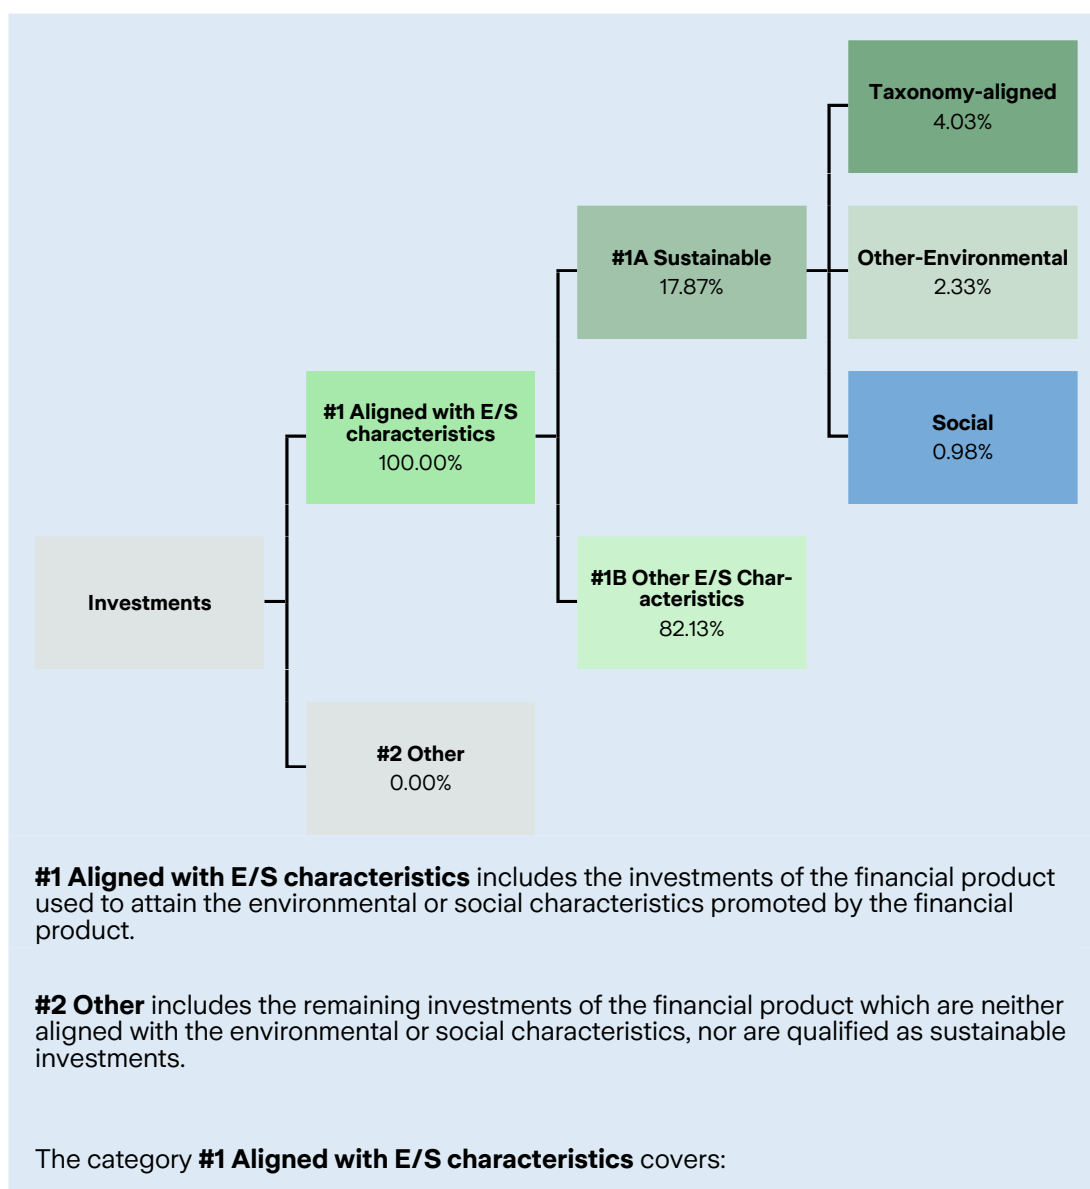 Taxonomy-aligned
4.03%
#1A Sustainable
17.87%
Other-Environmental
2.33%
#1 Aligned with E/S
characteristics
100.00%
Social
0.98%
Investments
#1B Other E/S Char-
acteristics
82.13%
#2 Other
0.00%
#1 Aligned with E/S characteristics includes the investments of the financial product
used to attain the environmental or social characteristics promoted by the financial
product.
#2 Other includes the remaining investments of the financial product which are neither
aligned with the environmental or social characteristics, nor are qualified as sustainable
investments.
The category #1 Aligned with E/S characteristics covers: